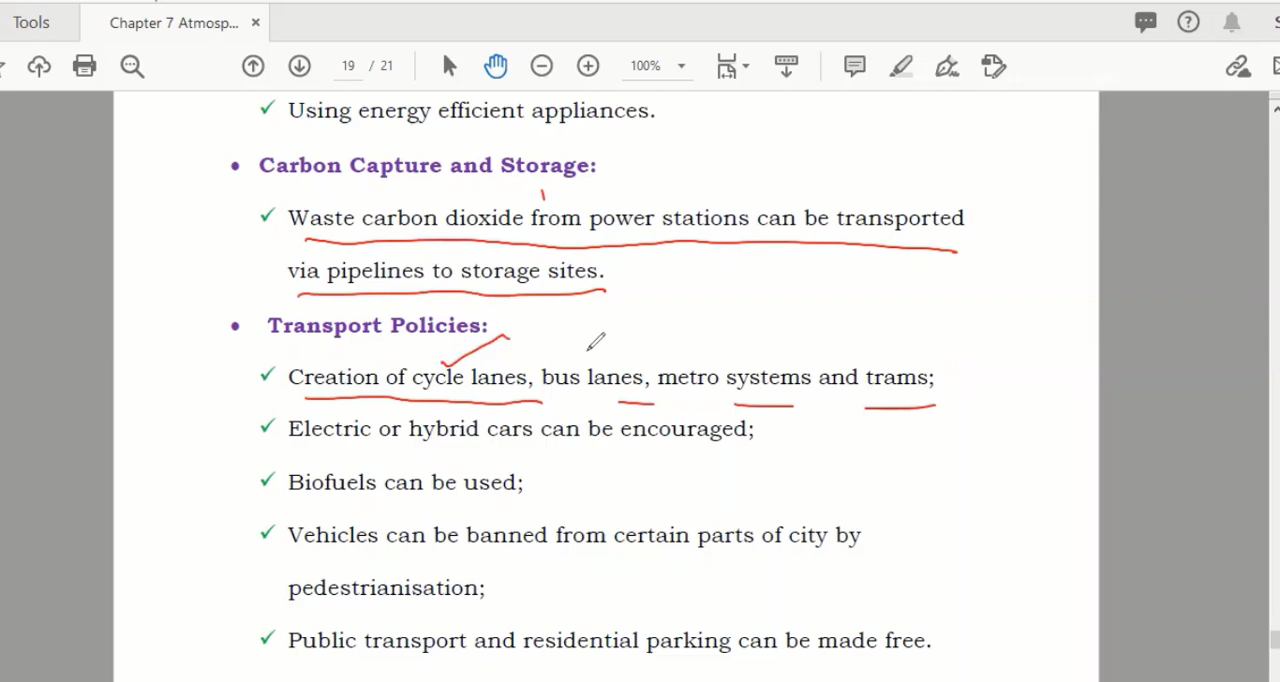 Tools
Chapter 7 Atmosp... ×
19 / 21
100%
✓ Using energy efficient appliances.
• Carbon Capture and Storage:
✓ Waste carbon dioxide from power stations can be transported
via pipelines to storage sites.
• Transport Policies:
✓ Creation of cycle lanes, bus lanes, metro systems and trams;
✓ Electric or hybrid cars can be encouraged;
✓ Biofuels can be used;
✓ Vehicles can be banned from certain parts of city by
pedestrianisation;
✓ Public transport and residential parking can be made free.